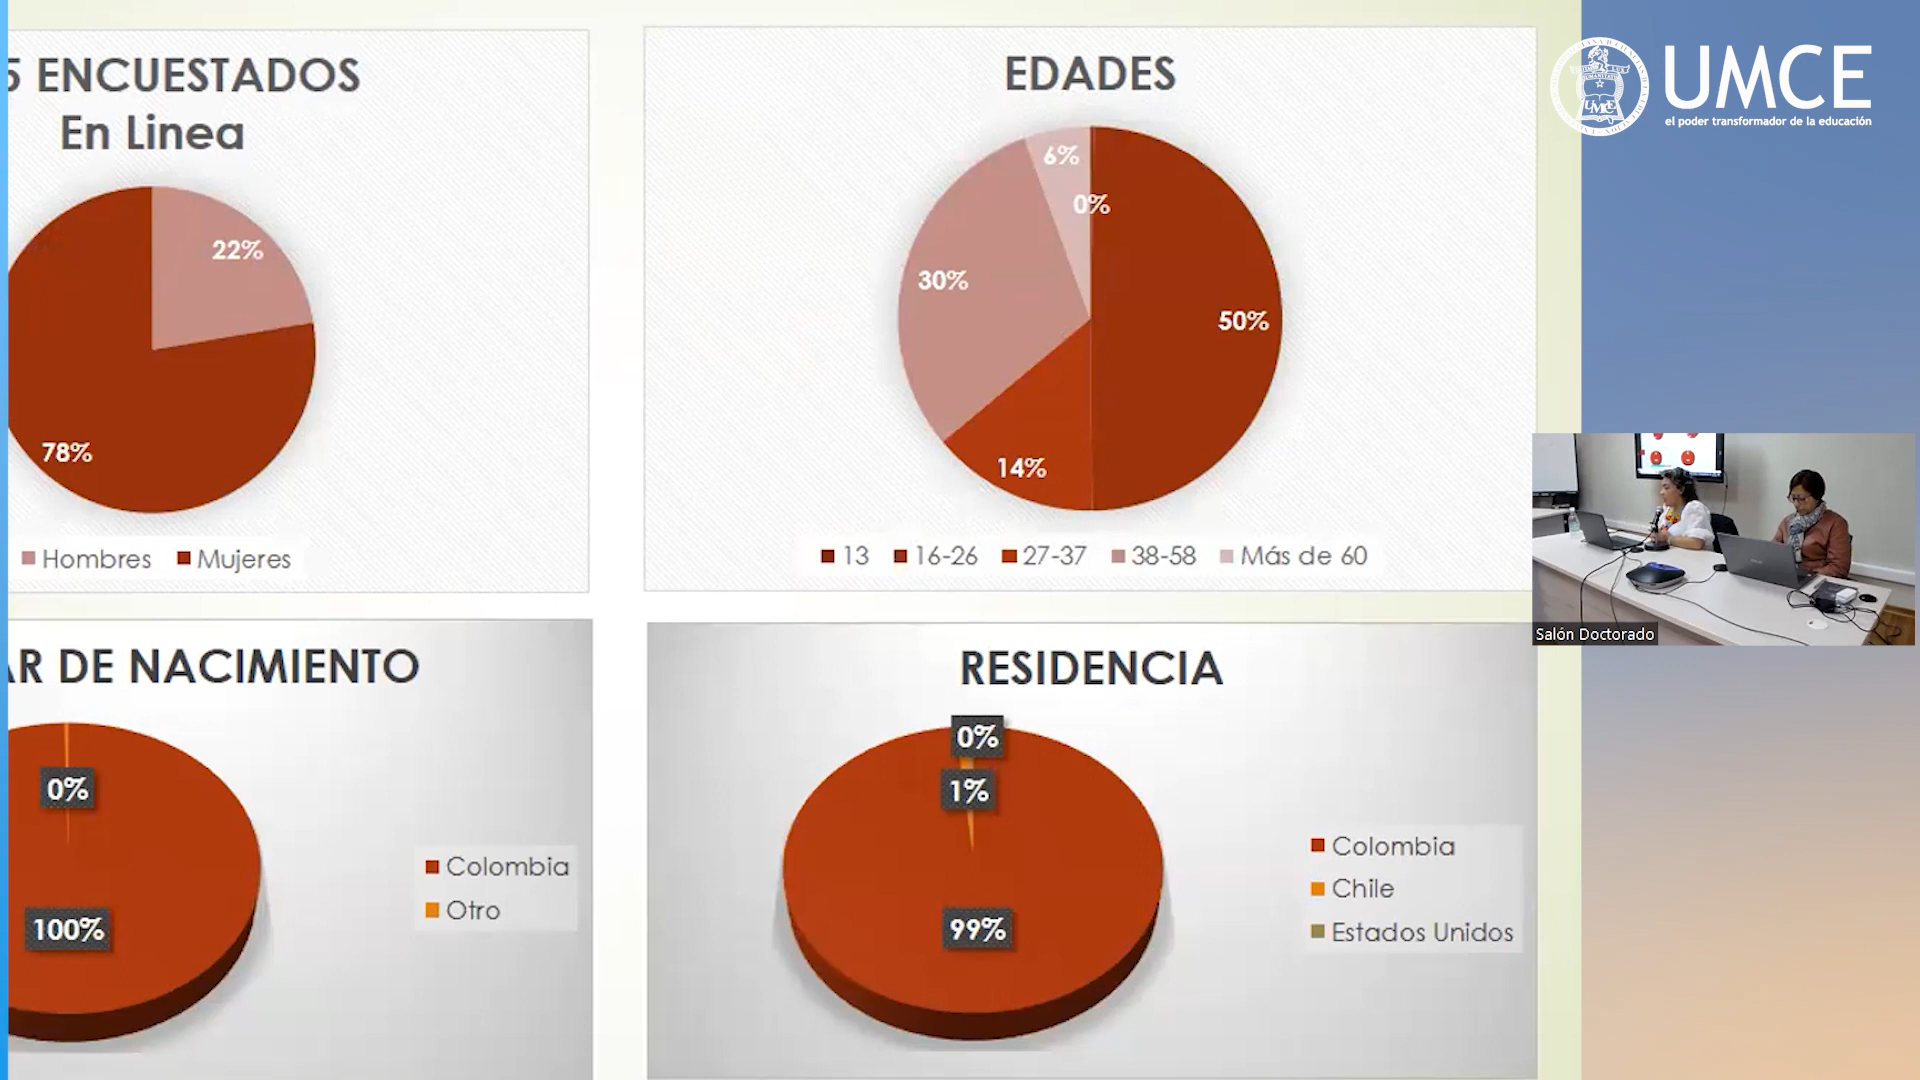 5 ENCUESTADOS
En Linea
22%
78%
Hombres Mujeres
EDADES
6%
0%
30%
50%
14%
13 16-26 27-37 38-58 Más de 60
AR DE NACIMIENTO
0%
100%
Colombia
Otro
RESIDENCIA
0%
1%
99%
Colombia
Chile
Estados Unidos
UMCE
el poder transformador de la educación
Salón Doctorado